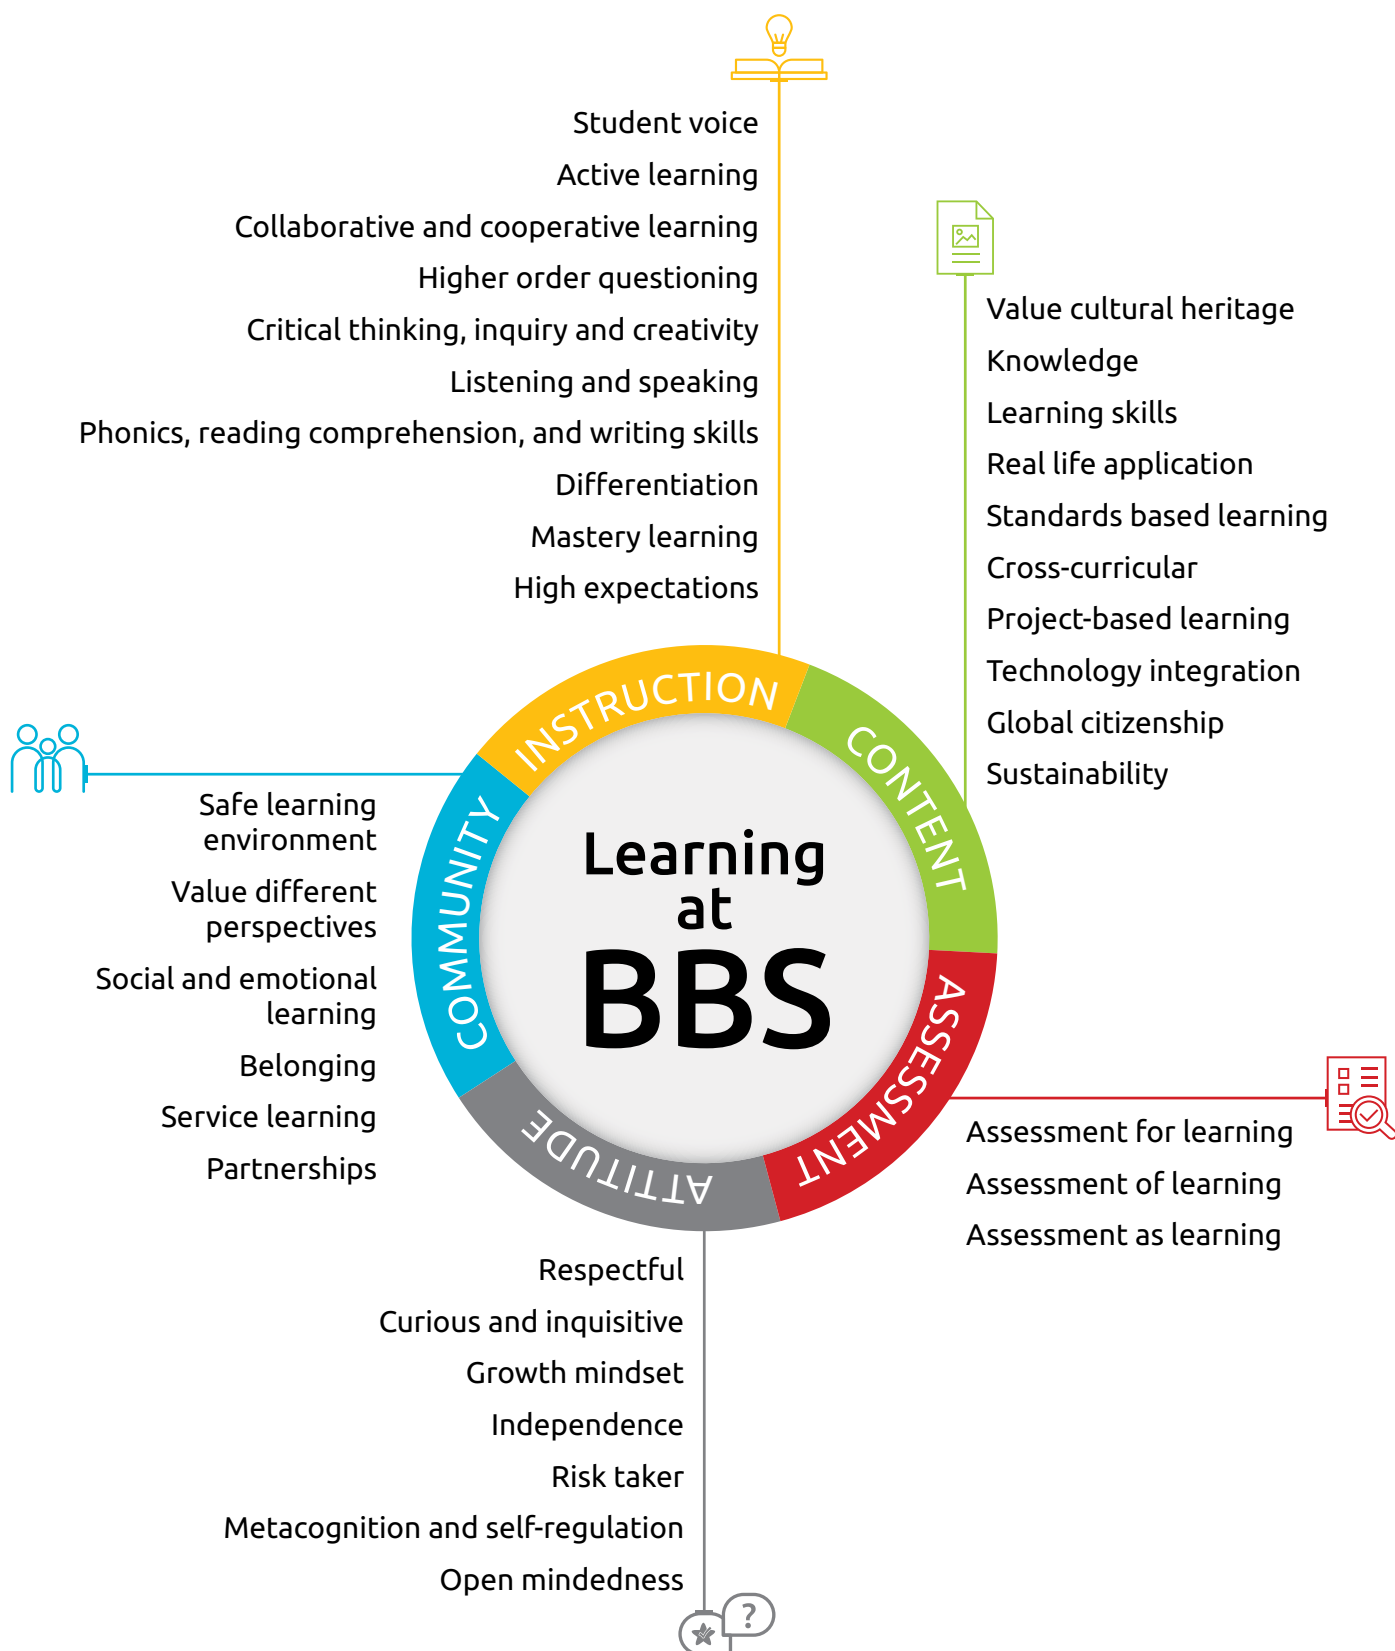 Student voice
Active learning
Collaborative and cooperative learning
Higher order questioning
Critical thinking, inquiry and creativity
Listening and speaking
Phonics, reading comprehension, and writing skills
Differentiation
Mastery learning
High expectations
Value cultural heritage
Knowledge
Learning skills
Real life application
Standards based learning
Cross-curricular
Project-based learning
Technology integration
Global citizenship
Sustainability
INSTRUCTION
CONTENT
ASSESSMENT
ATTITUDE
COMMUNITY
Learning
at
BBS
Safe learning
environment
Value different
perspectives
Social and emotional
learning
Belonging
Service learning
Partnerships
Assessment for learning
Assessment of learning
Assessment as learning
Respectful
Curious and inquisitive
Growth mindset
Independence
Risk taker
Metacognition and self-regulation
Open mindedness
?